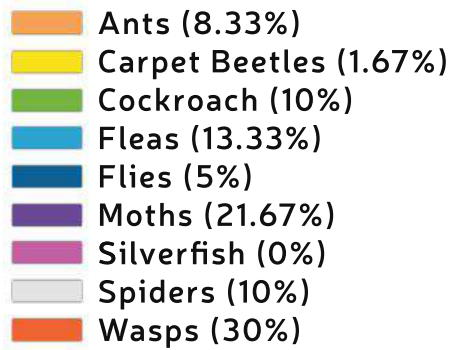 Ants (8.33%)
Carpet Beetles (1.67%)
Cockroach (10%)
Fleas (13.33%)
Flies (5%)
Moths (21.67%)
Silverfish (0%)
Spiders (10%)
Wasps (30%)